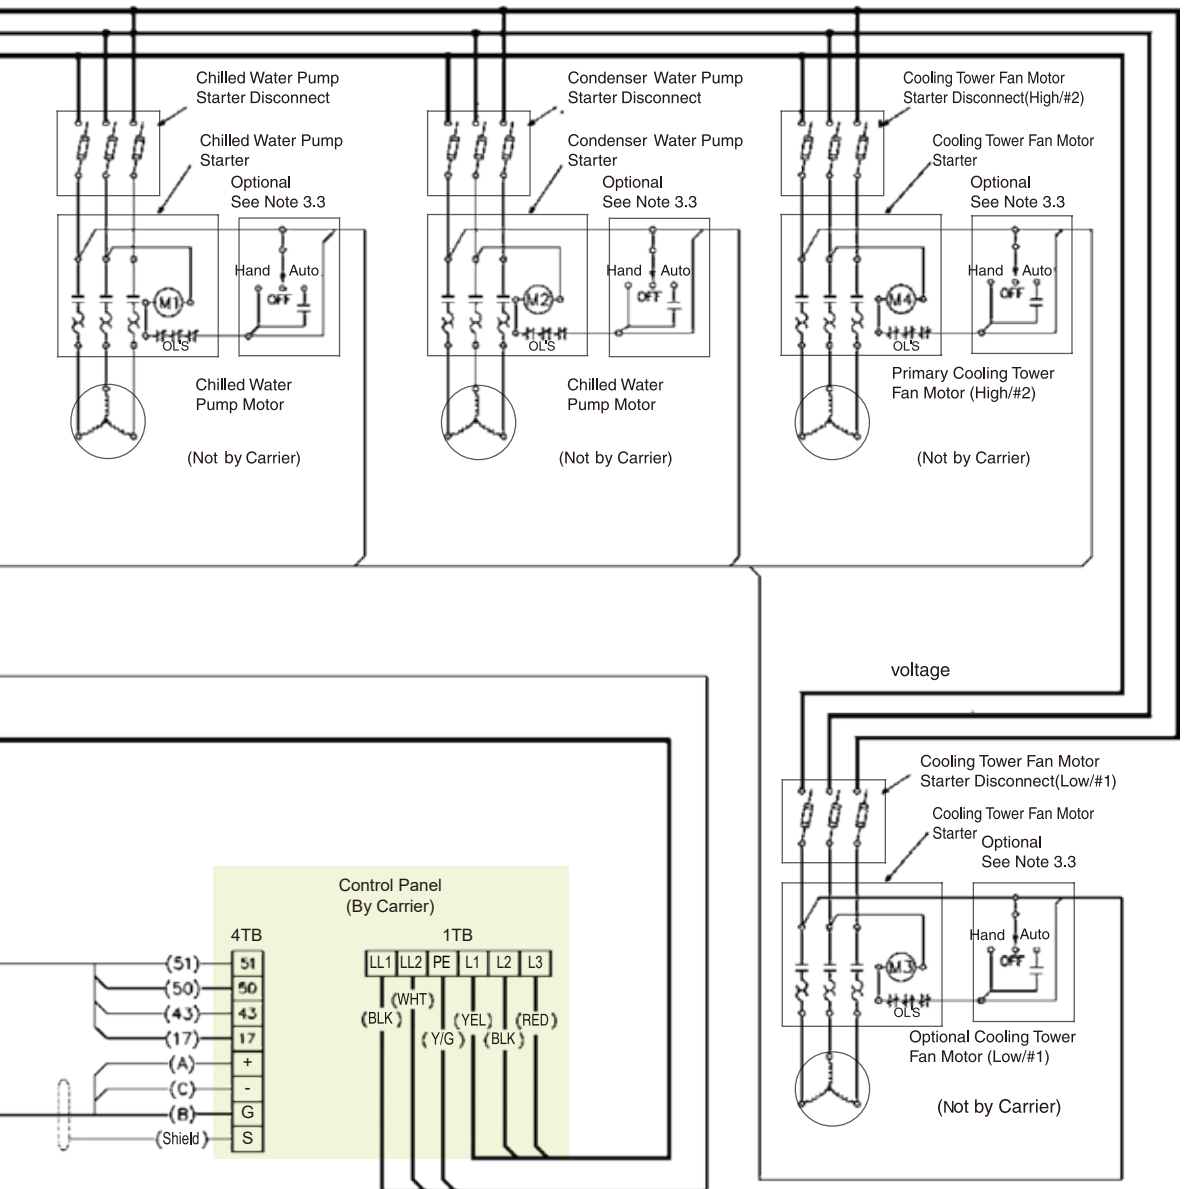 Chilled Water Pump
Starter Disconnect
Chilled Water Pump
Starter
Optional
See Note 3.3
Hand
Auto
OFF
M1
OL'S
Chilled Water
Pump Motor
(Not by Carrier)
Condenser Water Pump
Starter Disconnect
Condenser Water Pump
Starter
Optional
See Note 3.3
Hand
Auto
OFF
M2
OL'S
Chilled Water
Pump Motor
(Not by Carrier)
Cooling Tower Fan Motor
Starter Disconnect(High/#2)
Cooling Tower Fan Motor
Starter
Optional
See Note 3.3
Hand
Auto
OFF
M4
OL'S
Primary Cooling Tower
Fan Motor (High/#2)
(Not by Carrier)
voltage
Cooling Tower Fan Motor
Starter Disconnect(Low/#1)
Cooling Tower Fan Motor
Starter
Optional
See Note 3.3
Hand
Auto
OFF
M3
OL'S
Optional Cooling Tower
Fan Motor (Low/#1)
(Not by Carrier)
Control Panel
(By Carrier)
4TB
(51) 51
(50) 50
(43) 43
(17) 17
(A) +
(C) -
(B) G
(Shield) S
1TB
LL1 LL2 PE L1 L2 L3
(WHT)
(BLK) (YEL) (RED)
(Y/G) (BLK)